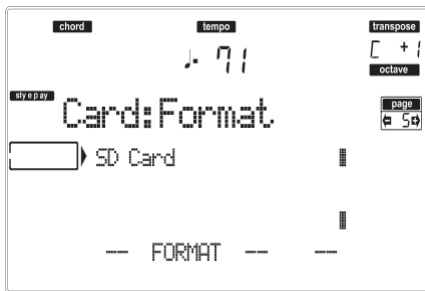 chord tempo transpose
♩. 71 C +1
octave
style play
Card:Format page
5
SD Card
-- FORMAT -- --